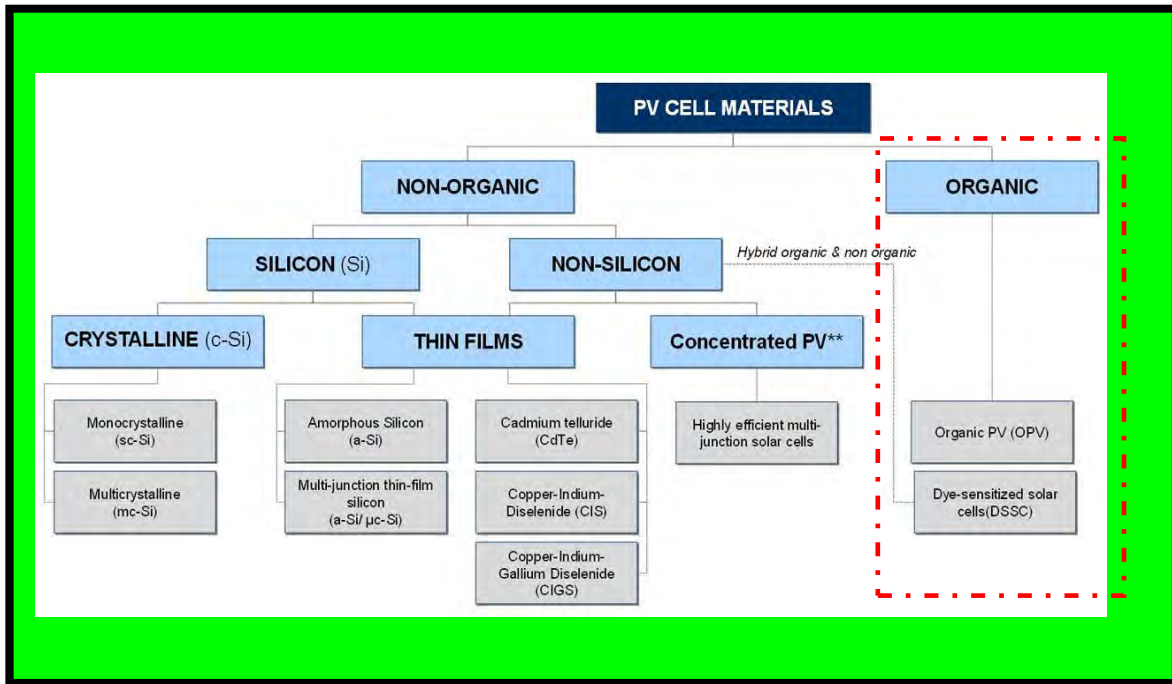 PV CELL MATERIALS
NON-ORGANIC
ORGANIC
SILICON (Si)
NON-SILICON
Hybrid organic & non organic
CRYSTALLINE (c-Si)
THIN FILMS
Concentrated PV**
Monocrystalline
(sc-Si)
Multicrystalline
(mc-Si)
Amorphous Silicon
(a-Si)
Multi-junction thin-film
silicon
(a-Si/ µc-Si)
Cadmium telluride
(CdTe)
Copper-Indium-
Diselenide (CIS)
Copper-Indium-
Gallium Diselenide
(CIGS)
Highly efficient multi-
junction solar cells
Organic PV (OPV)
Dye-sensitized solar
cells(DSSC)